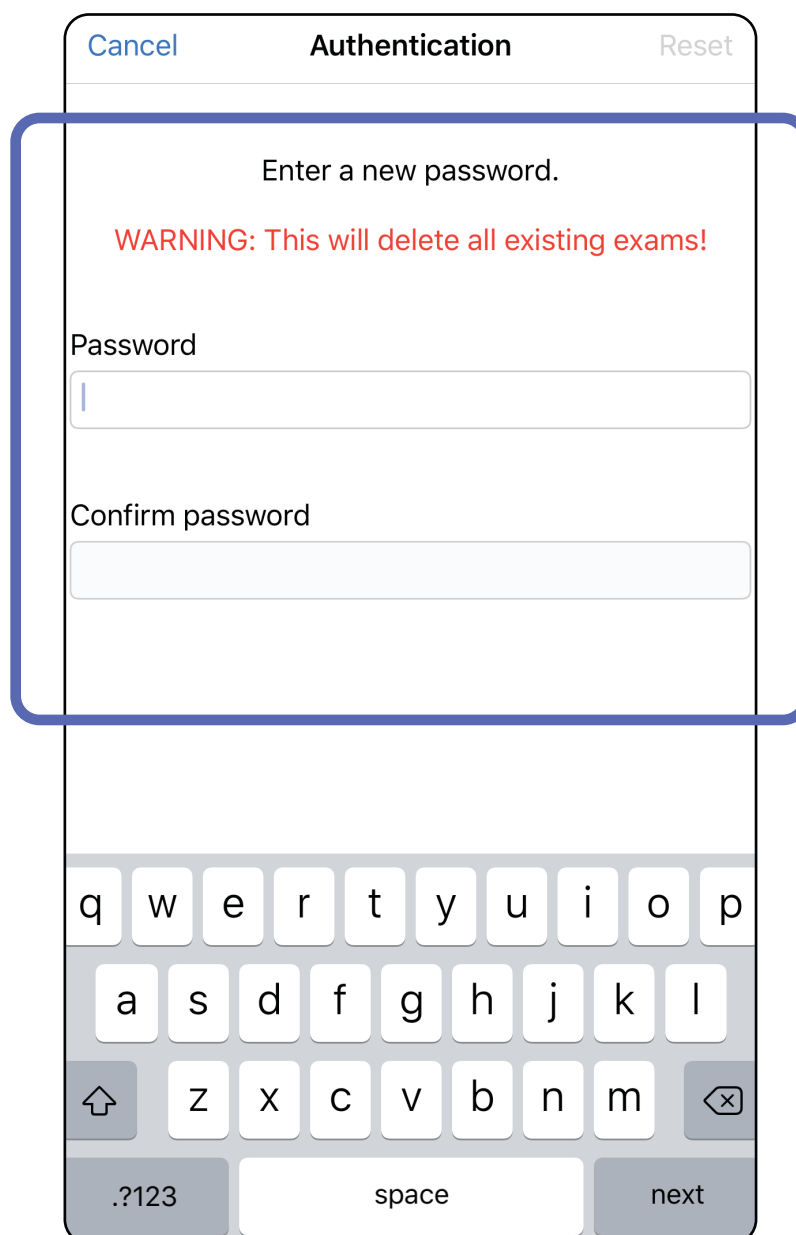 Cancel Authentication Reset
Enter a new password.
WARNING: This will delete all existing exams!
Password
Confirm password
q w e r t y u i o p
a s d f g h j k l
z x c v b n m
.?123 space next